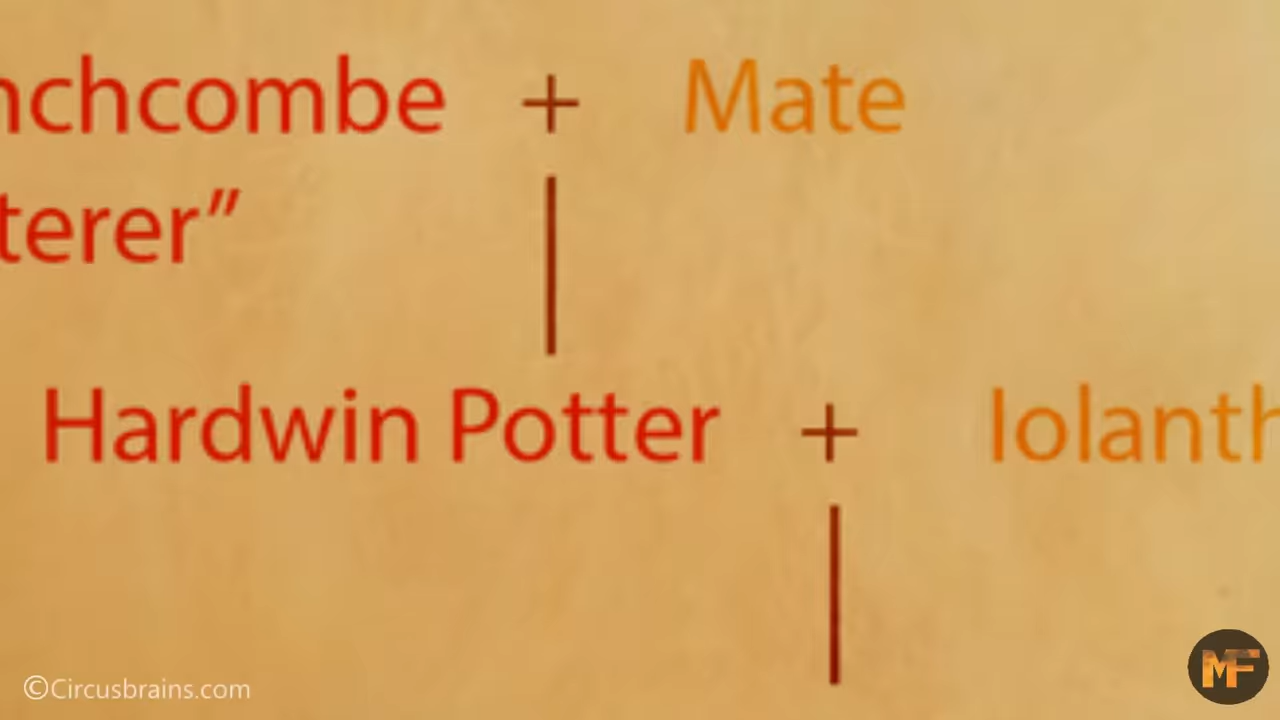 nchcombe + Mate
terer”
Hardwin Potter + Iolanth
©Circusbrains.com
MF